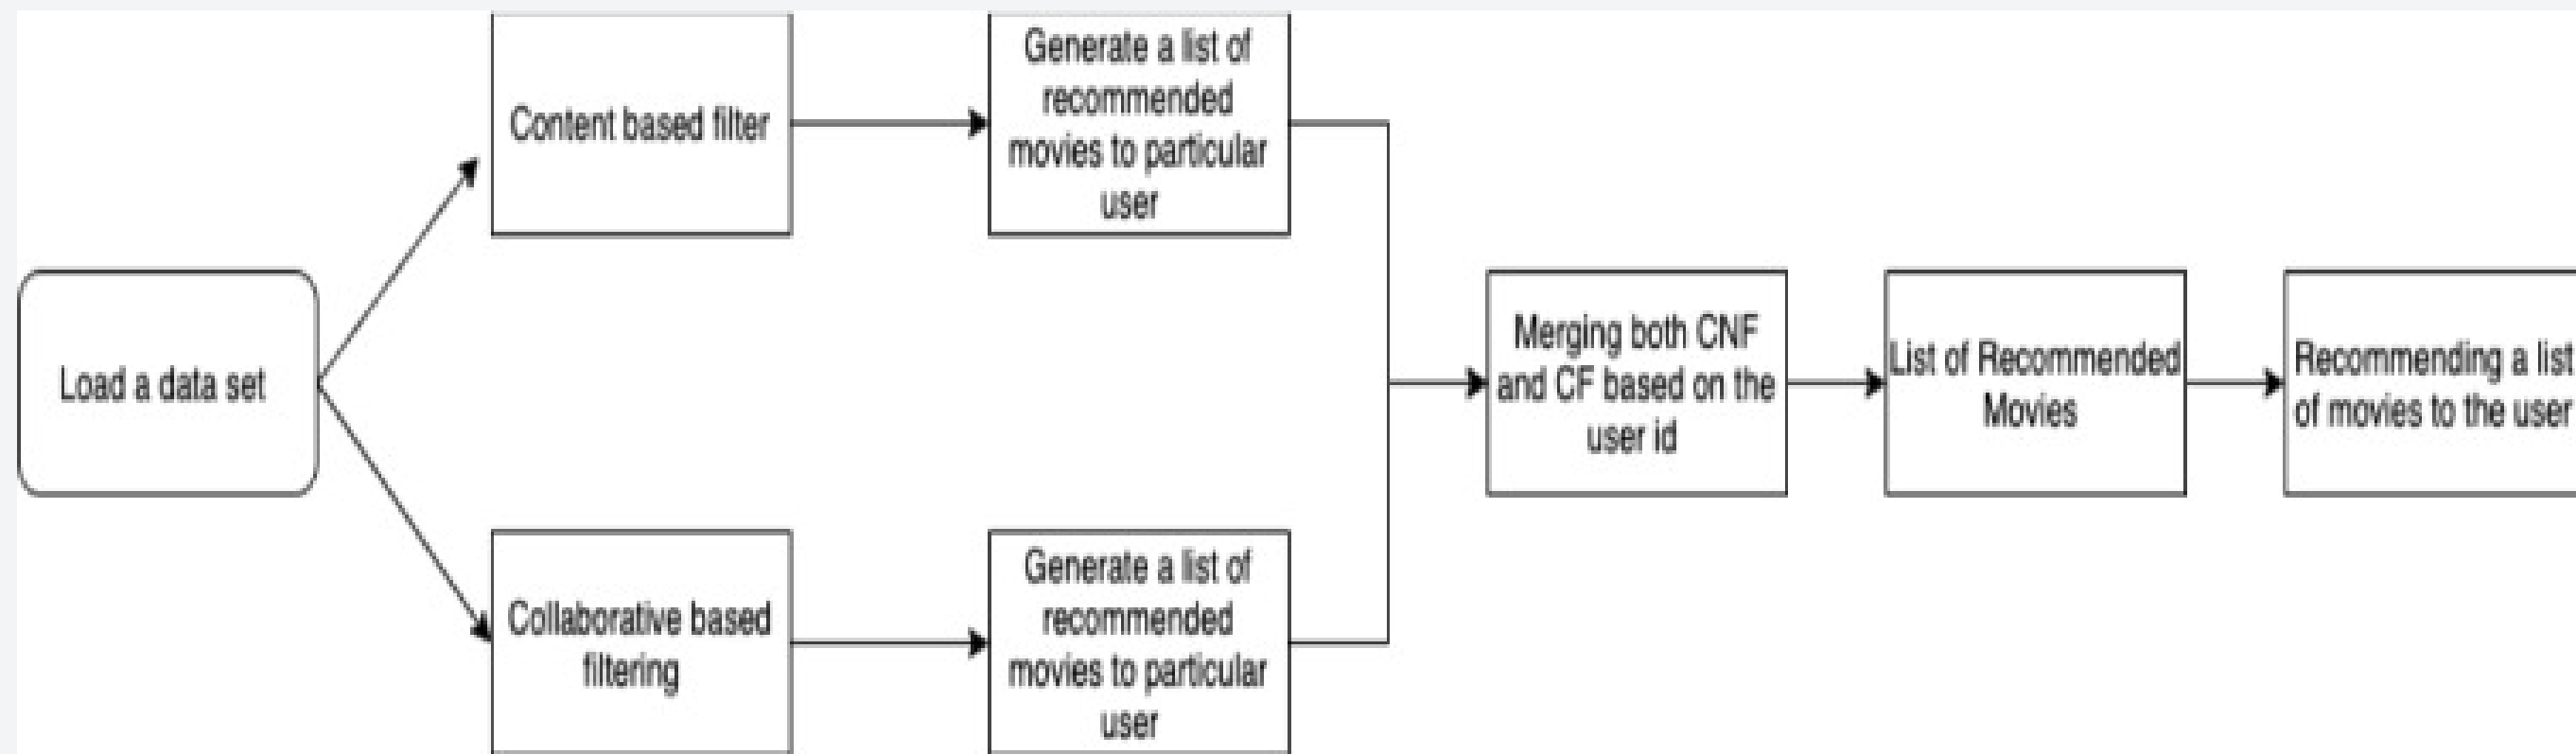 Load a data set
Content based filter
Generate a list of
recommended
movies to particular
user
Collaborative based
filtering
Generate a list of
recommended
movies to particular
user
Merging both CNF
and CF based on the
user id
List of Recommended
Movies
Recommending a list
of movies to the user